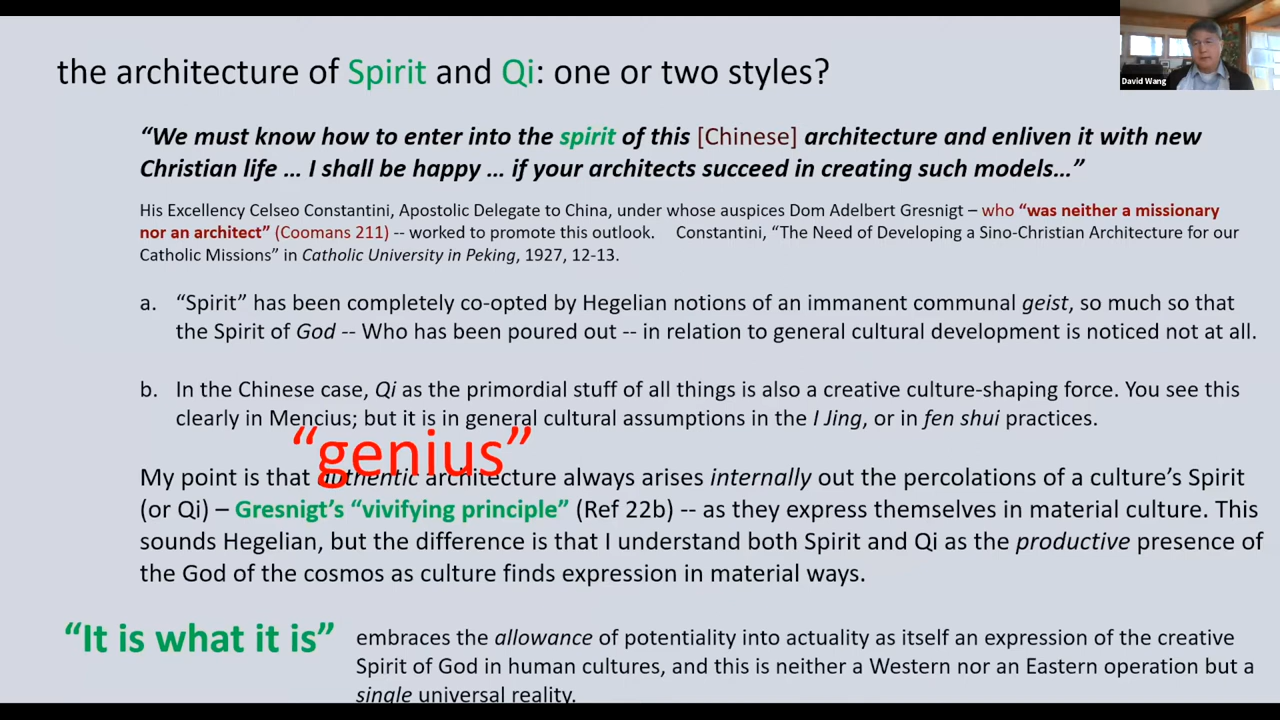 the architecture of Spirit and Qi: one or two styles?
David Wang
“We must know how to enter into the spirit of this [Chinese] architecture and enliven it with new
Christian life … I shall be happy … if your architects succeed in creating such models…”
His Excellency Celseo Constantini, Apostolic Delegate to China, under whose auspices Dom Adelbert Gresnigt – who “was neither a missionary
nor an architect” (Coomans 211) -- worked to promote this outlook. Constantini, “The Need of Developing a Sino-Christian Architecture for our
Catholic Missions” in Catholic University in Peking, 1927, 12-13.
a. “Spirit” has been completely co-opted by Hegelian notions of an immanent communal geist, so much so that
the Spirit of God -- Who has been poured out -- in relation to general cultural development is noticed not at all.
b. In the Chinese case, Qi as the primordial stuff of all things is also a creative culture-shaping force. You see this
clearly in Mencius; but it is in general cultural assumptions in the I Jing, or in fen shui practices.
“genius”
My point is that authentic architecture always arises internally out the percolations of a culture’s Spirit
(or Qi) – Gresnigt’s “vivifying principle” (Ref 22b) -- as they express themselves in material culture. This
sounds Hegelian, but the difference is that I understand both Spirit and Qi as the productive presence of
the God of the cosmos as culture finds expression in material ways.
“It is what it is”
embraces the allowance of potentiality into actuality as itself an expression of the creative
Spirit of God in human cultures, and this is neither a Western nor an Eastern operation but a
single universal reality.